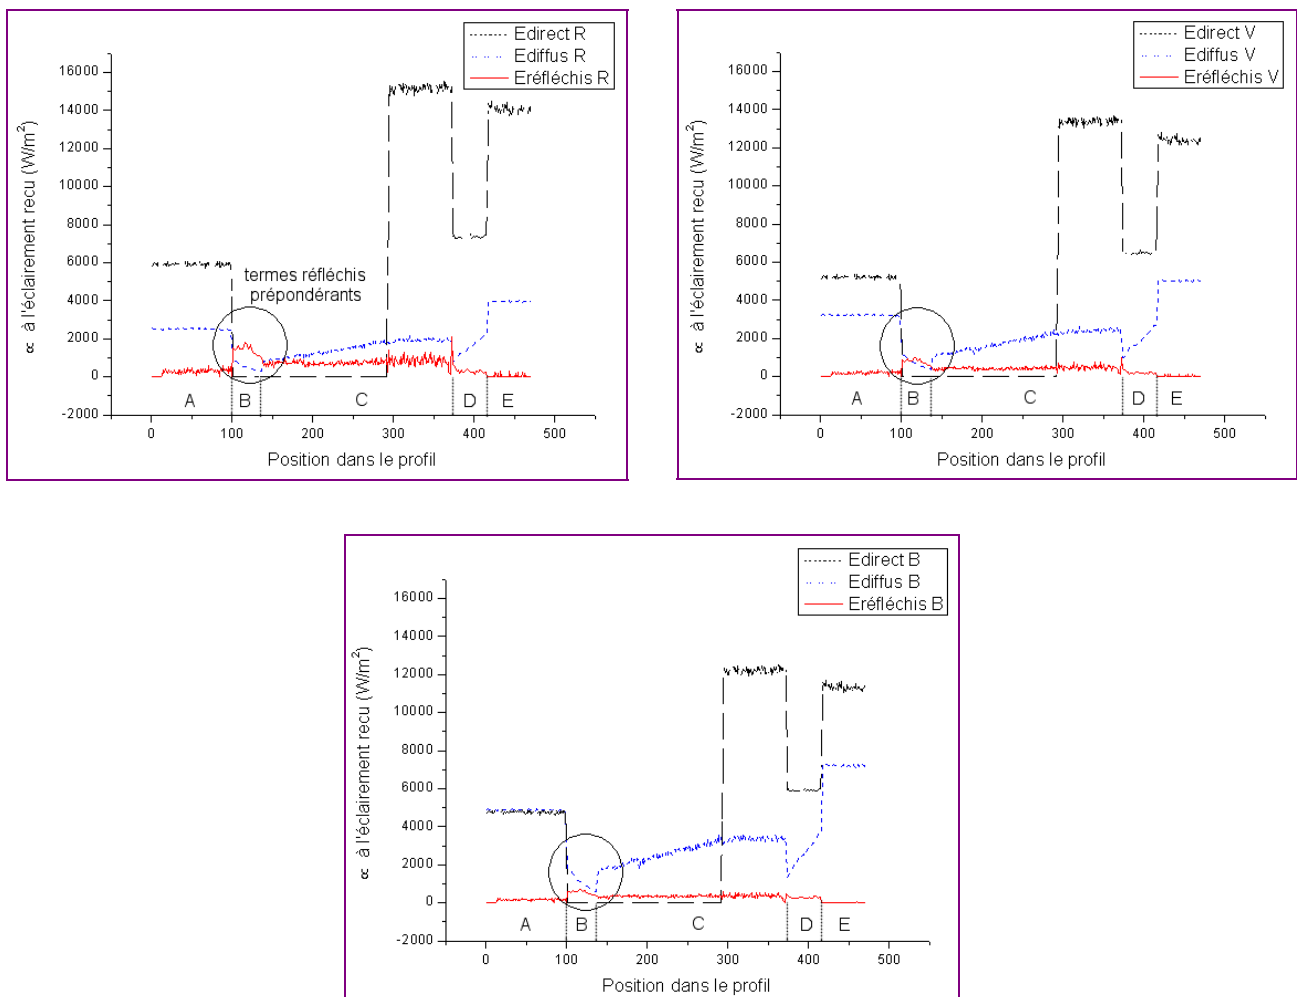 Edirect R
Ediffus R
Eréfléchis R
16000
14000
12000
10000
8000
6000
4000
2000
0
-2000
∝ à l'éclairement recu (W/m²)
termes réfléchis
prépondérants
A B C D E
0 100 200 300 400 500
Position dans le profil
Edirect V
Ediffus V
Eréfléchis V
16000
14000
12000
10000
8000
6000
4000
2000
0
-2000
∝ à l'éclairement recu (W/m²)
A B C D E
0 100 200 300 400 500
Position dans le profil
Edirect B
Ediffus B
Eréfléchis B
16000
14000
12000
10000
8000
6000
4000
2000
0
-2000
∝ à l'éclairement recu (W/m²)
A B C D E
0 100 200 300 400 500
Position dans le profil